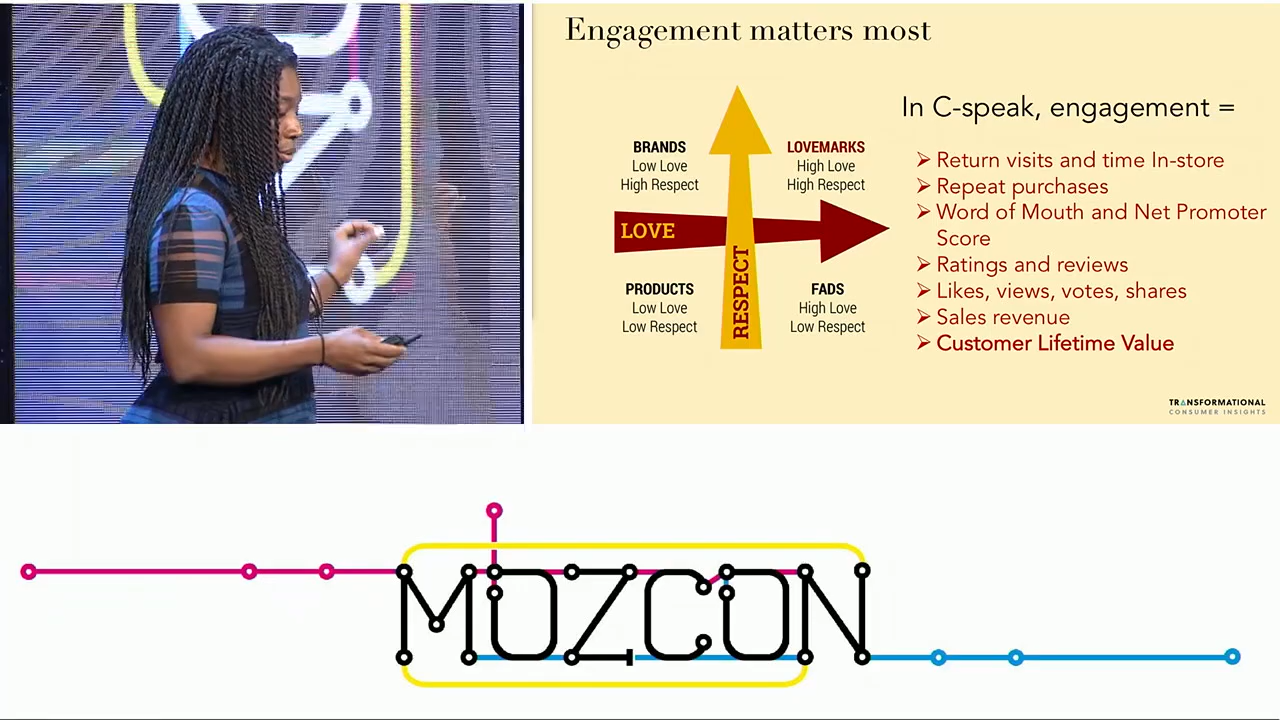 Engagement matters most
BRANDS
Low Love
High Respect
LOVEMARKS
High Love
High Respect
LOVE
RESPECT
PRODUCTS
Low Love
Low Respect
FADS
High Love
Low Respect
In C-speak, engagement =
➢ Return visits and time In-store
➢ Repeat purchases
➢ Word of Mouth and Net Promoter
Score
➢ Ratings and reviews
➢ Likes, views, votes, shares
➢ Sales revenue
➢ Customer Lifetime Value
TRANSFORMATIONAL
CONSUMER INSIGHTS
MOZCON